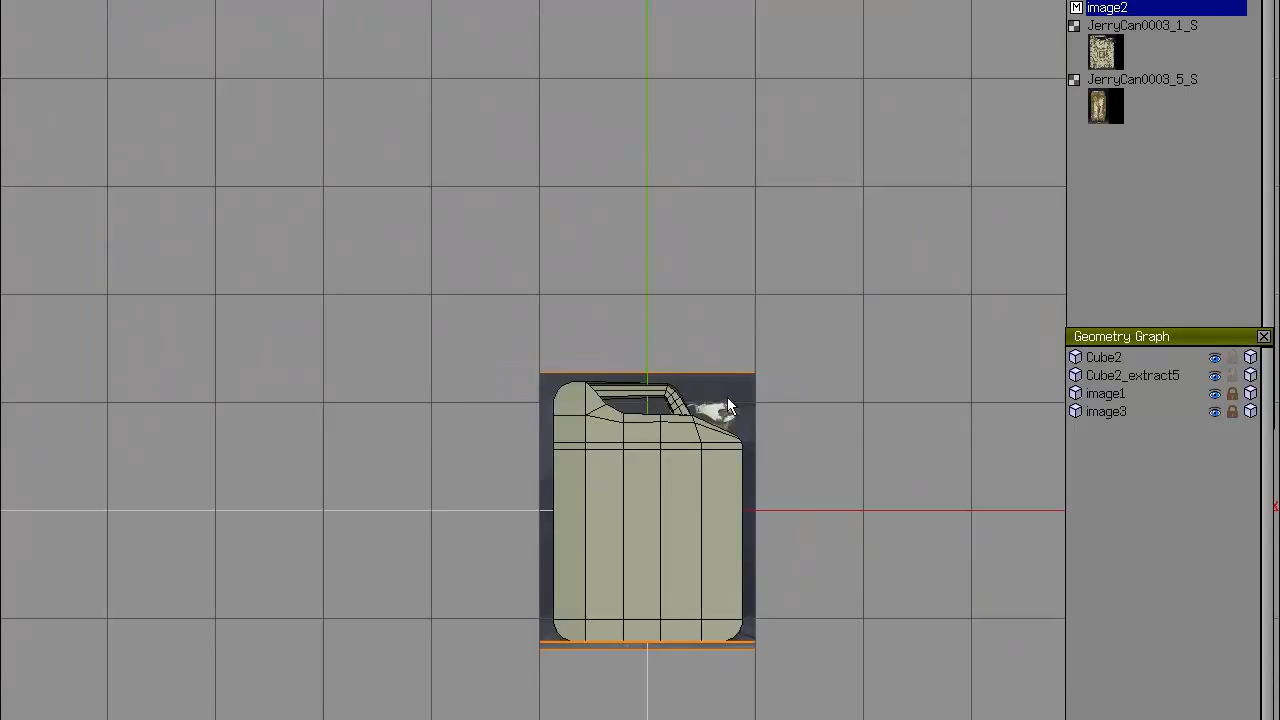 M image2
JerryCan0003_1_S
JerryCan0003_5_S
Geometry Graph
Cube2
Cube2_extract5
image1
image3